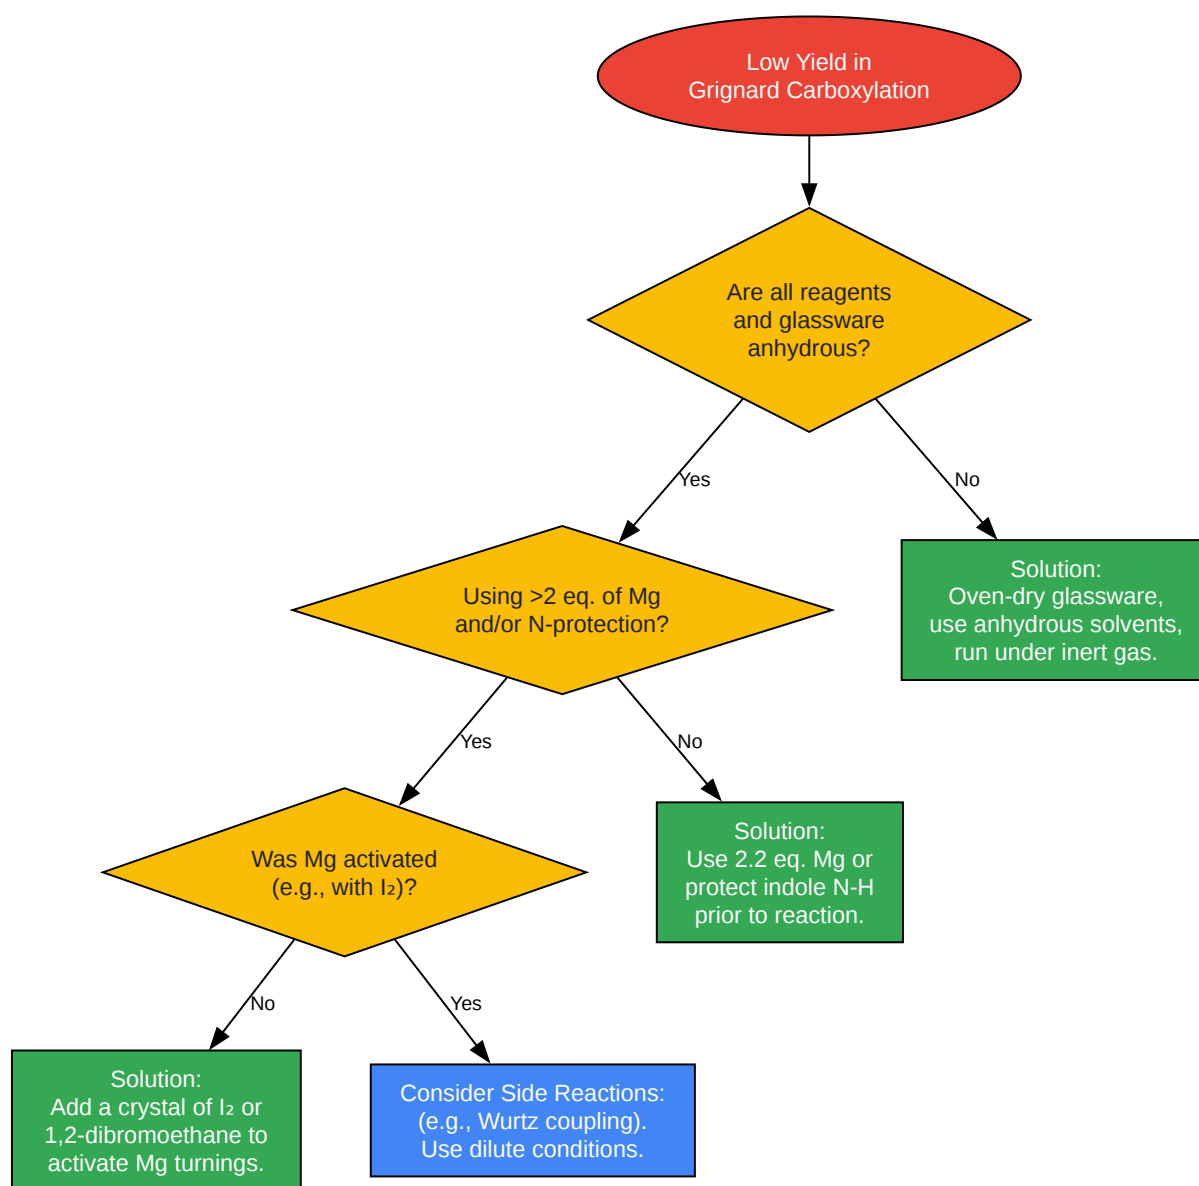 Low Yield in
Grignard Carboxylation
Are all reagents
and glassware
anhydrous?
Yes
No
Solution:
Oven-dry glassware,
use anhydrous solvents,
run under inert gas.
Using >2 eq. of Mg
and/or N-protection?
Yes
No
Solution:
Use 2.2 eq. Mg or
protect indole N-H
prior to reaction.
Was Mg activated
(e.g., with I₂)?
No
Yes
Solution:
Add a crystal of I₂ or
1,2-dibromoethane to
activate Mg turnings.
Consider Side Reactions:
(e.g., Wurtz coupling).
Use dilute conditions.